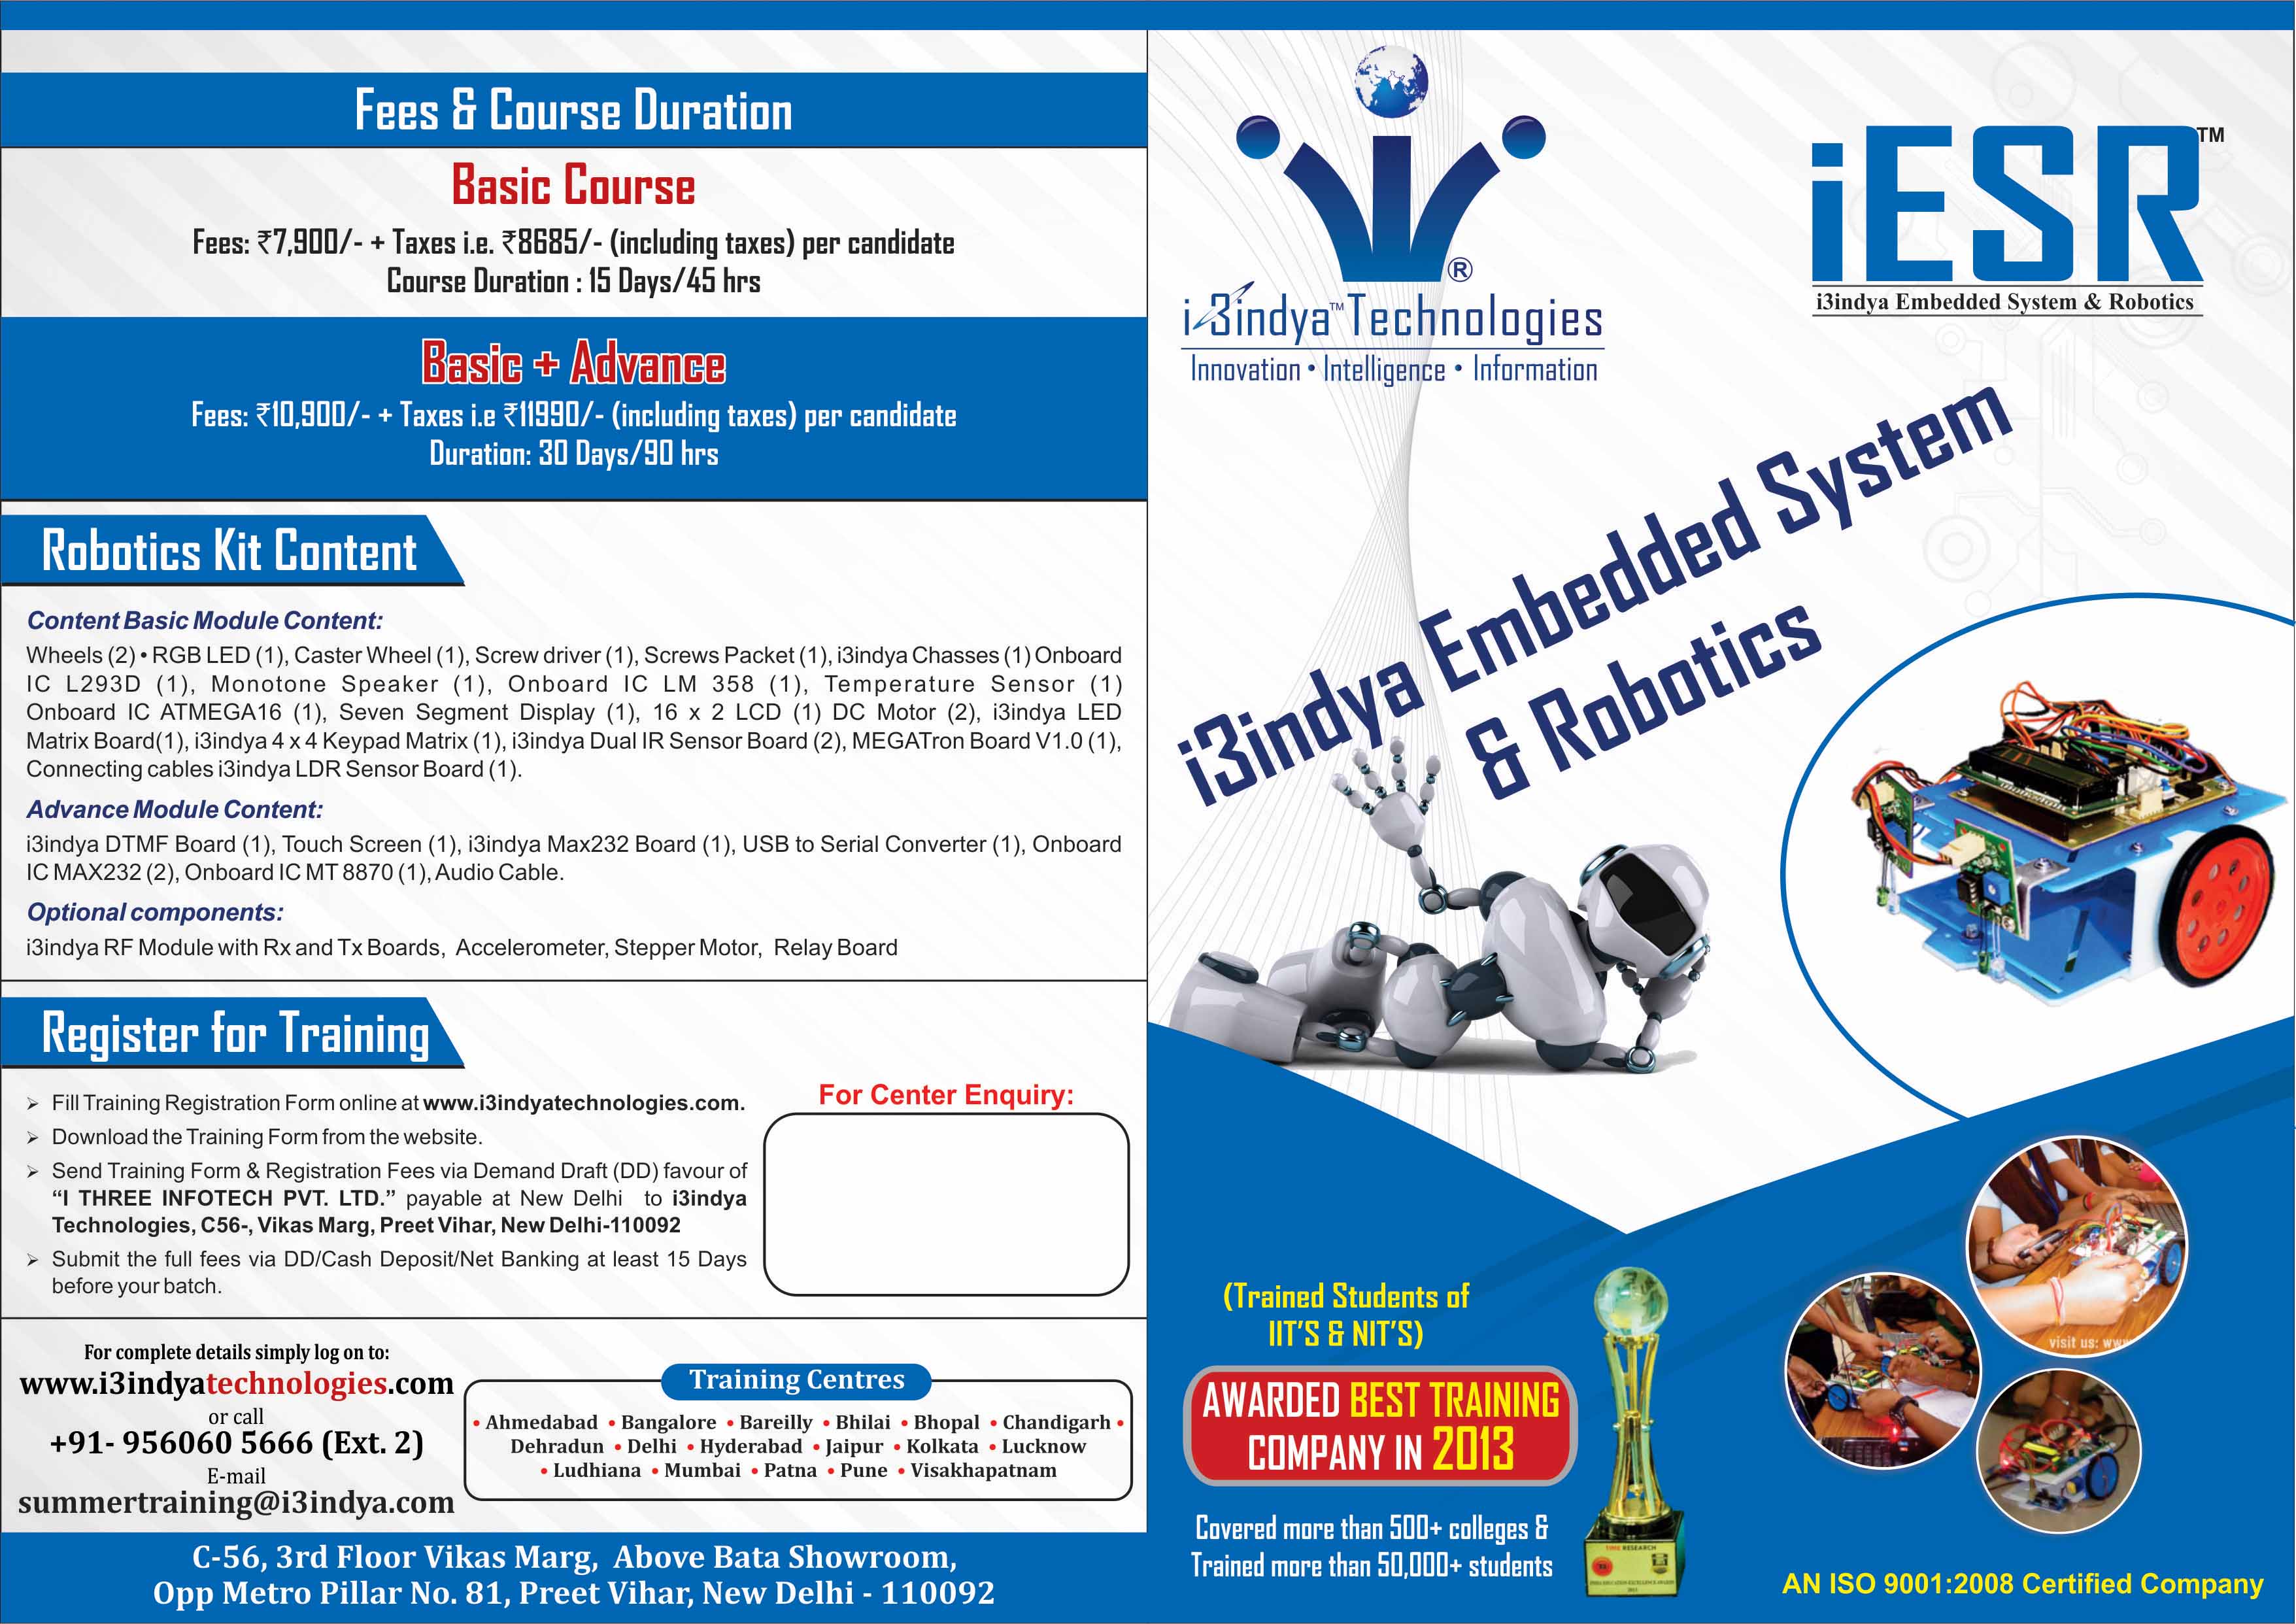 Fees & Course Duration
Basic Course
Fees: ₹7,900/- + Taxes i.e. ₹8685/- (including taxes) per candidate
Course Duration : 15 Days/45 hrs
Basic + Advance
Fees: ₹10,900/- + Taxes i.e ₹11990/- (including taxes) per candidate
Duration: 30 Days/90 hrs
Robotics Kit Content
Content Basic Module Content:
Wheels (2) • RGB LED (1), Caster Wheel (1), Screw driver (1), Screws Packet (1), i3indya Chasses (1) Onboard
IC L293D (1), Monotone Speaker (1), Onboard IC LM 358 (1), Temperature Sensor (1)
Onboard IC ATMEGA16 (1), Seven Segment Display (1), 16 x 2 LCD (1) DC Motor (2), i3indya LED
Matrix Board(1), i3indya 4 x 4 Keypad Matrix (1), i3indya Dual IR Sensor Board (2), MEGATron Board V1.0 (1),
Connecting cables i3indya LDR Sensor Board (1).
Advance Module Content:
i3indya DTMF Board (1), Touch Screen (1), i3indya Max232 Board (1), USB to Serial Converter (1), Onboard
IC MAX232 (2), Onboard IC MT 8870 (1), Audio Cable.
Optional components:
i3indya RF Module with Rx and Tx Boards, Accelerometer, Stepper Motor, Relay Board
Register for Training
➢ Fill Training Registration Form online at www.i3indyatechnologies.com.
➢ Download the Training Form from the website.
➢ Send Training Form & Registration Fees via Demand Draft (DD) favour of
“I THREE INFOTECH PVT. LTD.” payable at New Delhi to i3indya
Technologies, C56-, Vikas Marg, Preet Vihar, New Delhi-110092
➢ Submit the full fees via DD/Cash Deposit/Net Banking at least 15 Days
before your batch.
For Center Enquiry:
For complete details simply log on to:
www.i3indyatechnologies.com
or call
+91- 956060 5666 (Ext. 2)
E-mail
summertraining@i3indya.com
Training Centres
• Ahmedabad • Bangalore • Bareilly • Bhilai • Bhopal • Chandigarh •
Dehradun • Delhi • Hyderabad • Jaipur • Kolkata • Lucknow
• Ludhiana • Mumbai • Patna • Pune • Visakhapatnam
C-56, 3rd Floor Vikas Marg, Above Bata Showroom,
Opp Metro Pillar No. 81, Preet Vihar, New Delhi - 110092
®
i3indya™Technologies
Innovation • Intelligence • Information
iESR™
i3indya Embedded System & Robotics
i3indya Embedded System
& Robotics
(Trained Students of
IIT'S & NIT'S)
AWARDED BEST TRAINING
COMPANY IN 2013
Covered more than 500+ colleges &
Trained more than 50,000+ students
TIME RESEARCH
visit us: ww
AN ISO 9001:2008 Certified Company